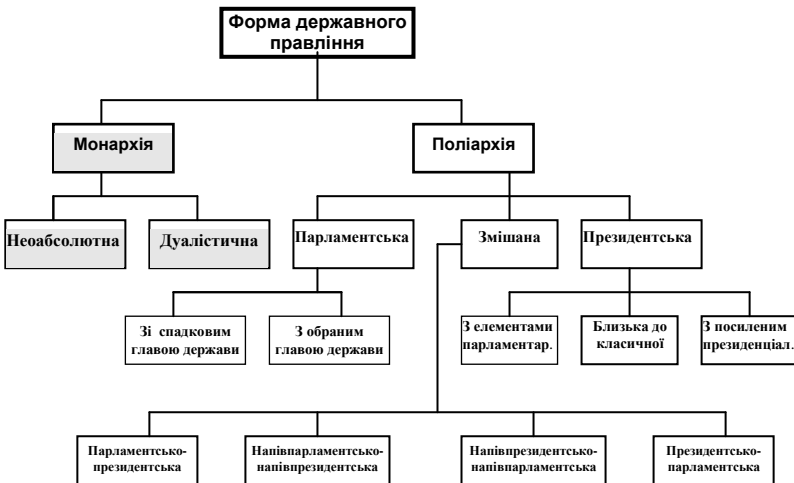 Форма державного
правління
Монархія
Поліархія
Неоабсолютна
Дуалістична
Парламентська
Змішана
Президентська
Зі спадковим
главою держави
З обраним
главою держави
З елементами
парламентар.
Близька до
класичної
З посиленим
президенціал.
Парламентсько-
президентська
Напівпарламентсько-
напівпрезидентська
Напівпрезидентсько-
напівпарламентська
Президентсько-
парламентська